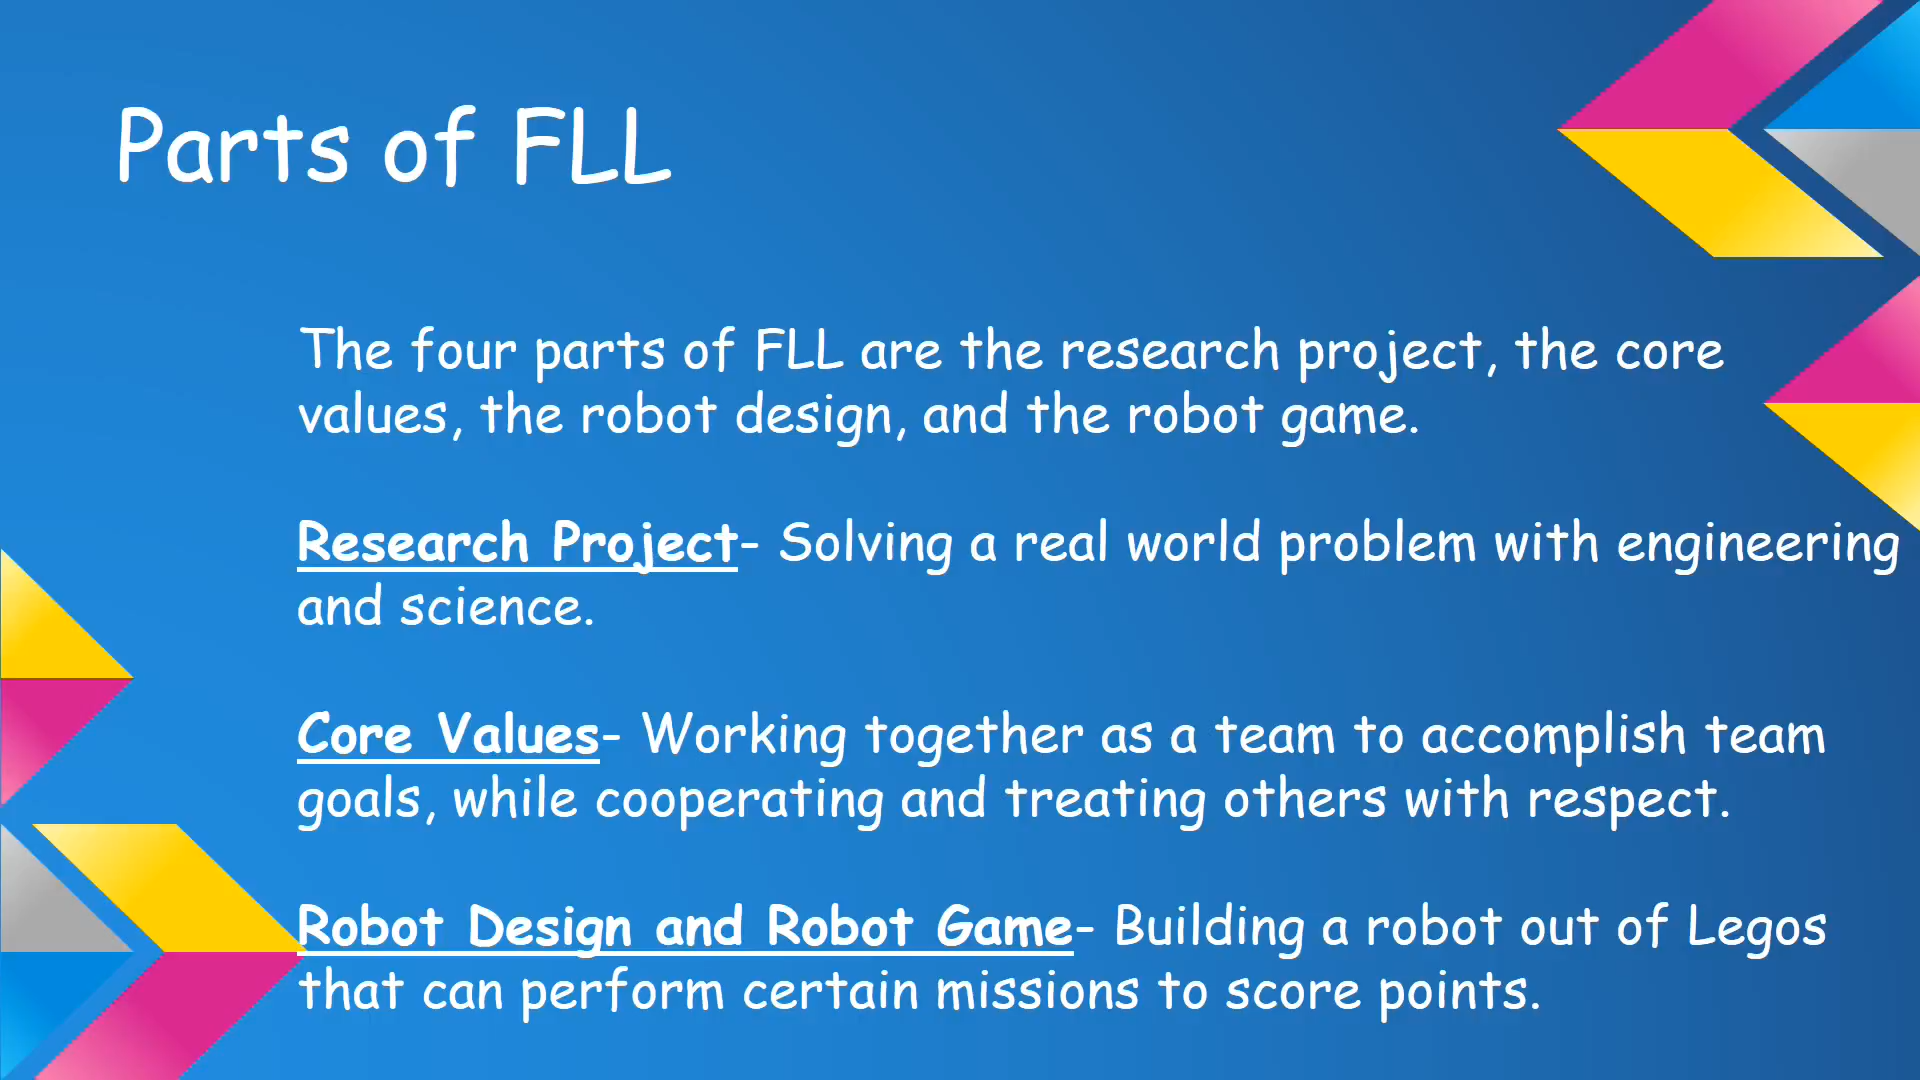 Parts of FLL
The four parts of FLL are the research project, the core
values, the robot design, and the robot game.
Research Project- Solving a real world problem with engineering
and science.
Core Values- Working together as a team to accomplish team
goals, while cooperating and treating others with respect.
Robot Design and Robot Game- Building a robot out of Legos
that can perform certain missions to score points.